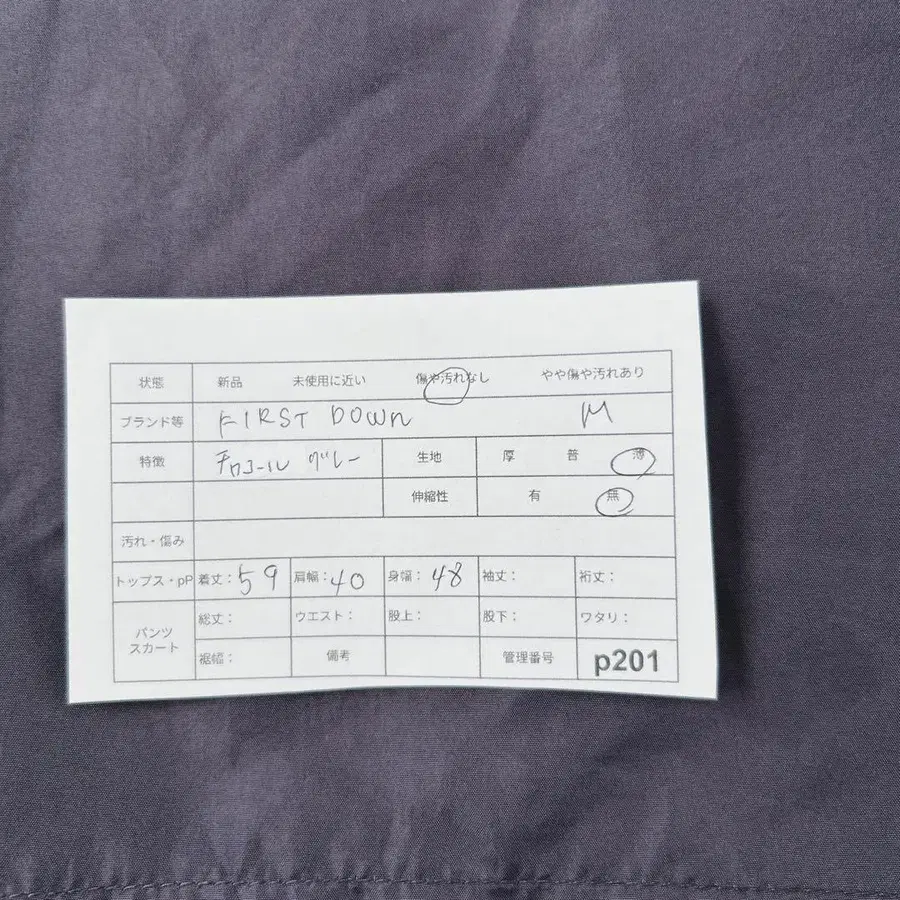 状態 新品 未使用に近い 傷や汚れなし やや傷や汚れあり
ブランド等 FIRST DOWN M
特徴 チャコール グレー 生地 厚 普 薄
伸縮性 有 無
汚れ・傷み
トップス・pP 着丈：59 肩幅：40 身幅：48 袖丈： 裄丈：
パンツ スカート 総丈： ウエスト： 股上： 股下： ワタリ：
裾幅： 備考 管理番号 p201